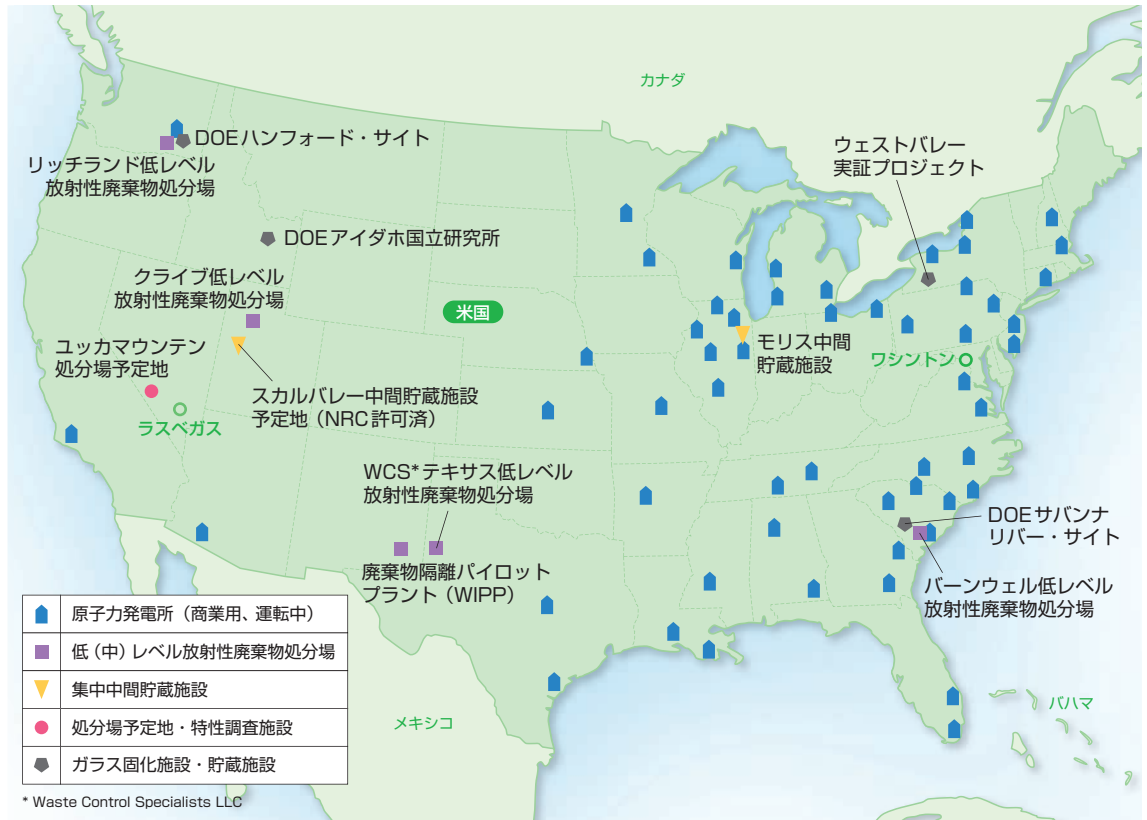 カナダ
DOEハンフォード・サイト
リッチランド低レベル
放射性廃棄物処分場
ウェストバレー
実証プロジェクト
DOEアイダホ国立研究所
クライブ低レベル
放射性廃棄物処分場
米国
ユッカマウンテン
処分場予定地
モリス中間
貯蔵施設
ワシントン
スカルバレー中間貯蔵施設
予定地（NRC許可済）
ラスベガス
WCS*テキサス低レベル
放射性廃棄物処分場
DOEサバンナ
リバー・サイト
廃棄物隔離パイロット
プラント（WIPP）
バーンウェル低レベル
放射性廃棄物処分場
原子力発電所（商業用、運転中）
低（中）レベル放射性廃棄物処分場
集中中間貯蔵施設
処分場予定地・特性調査施設
ガラス固化施設・貯蔵施設
メキシコ
バハマ
* Waste Control Specialists LLC